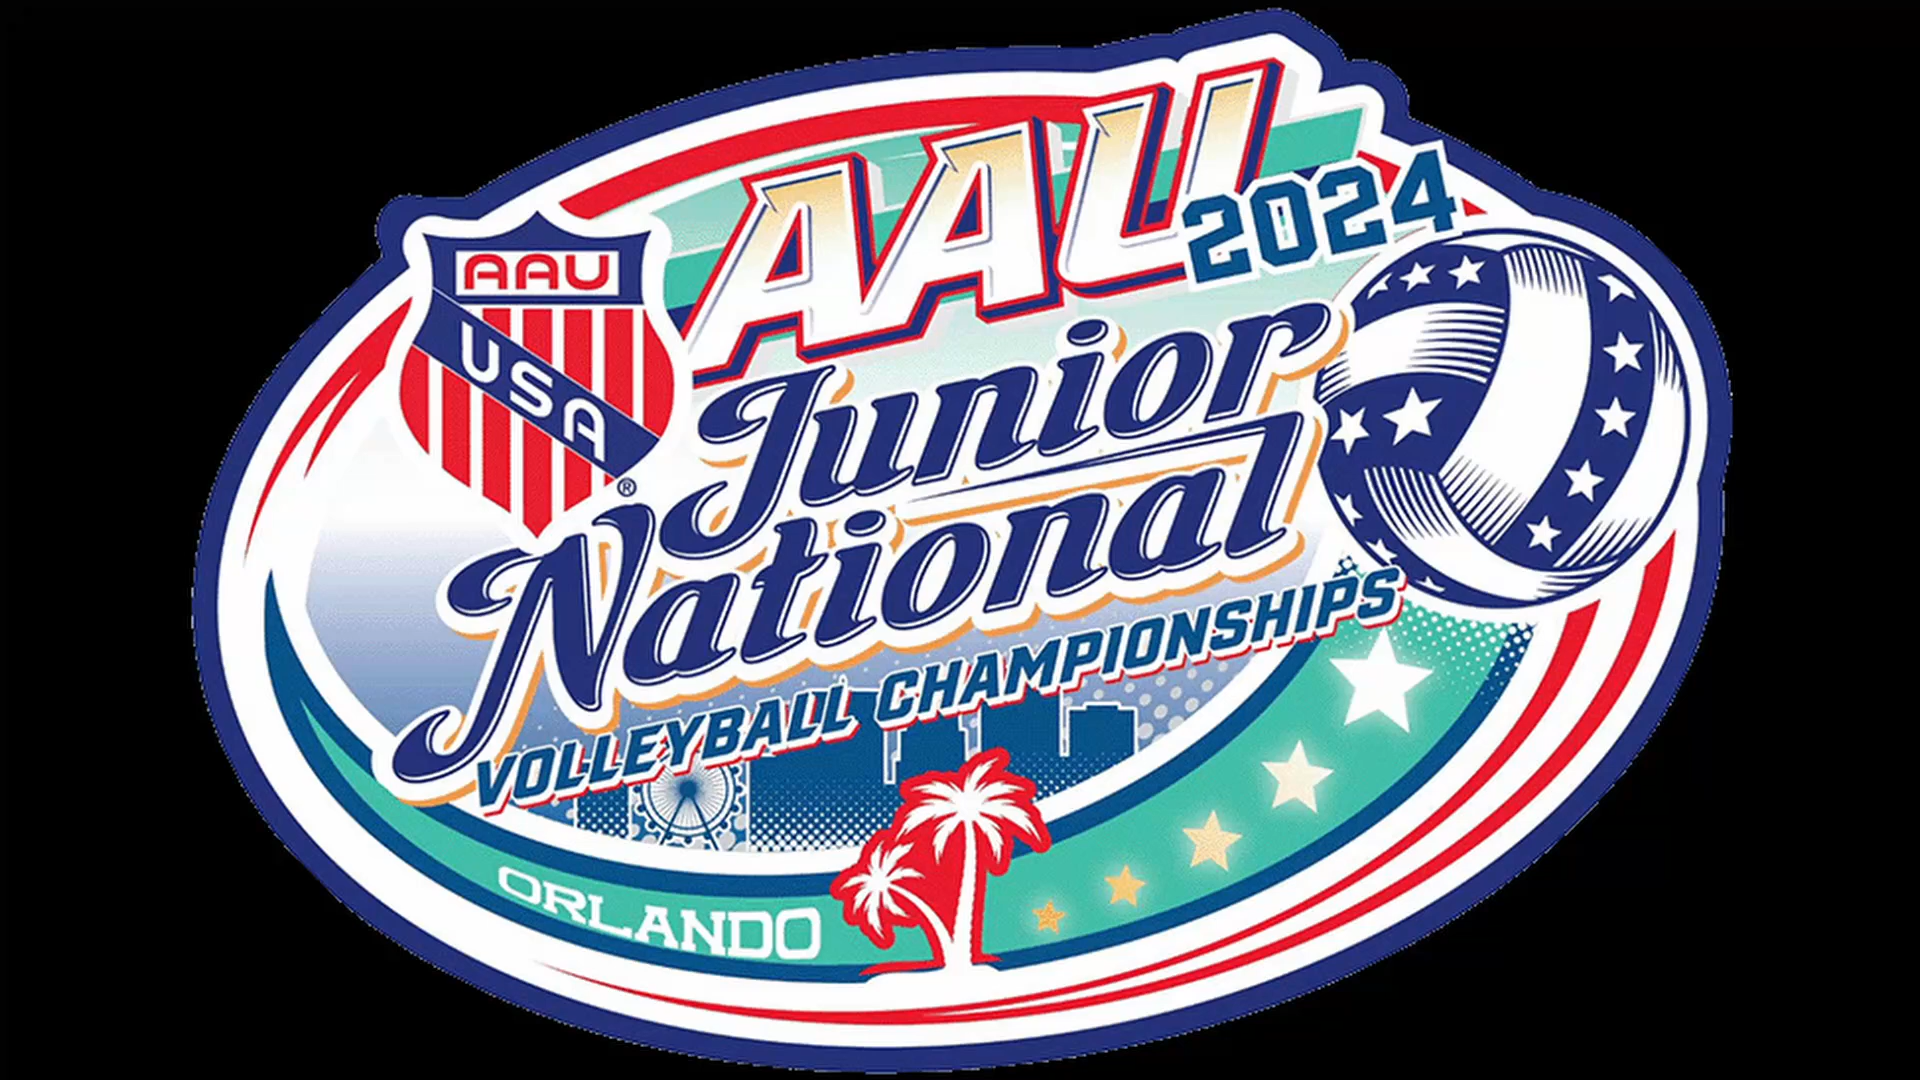 AAU
2024
AAU
USA
®
Junior
National
VOLLEYBALL CHAMPIONSHIPS
ORLANDO